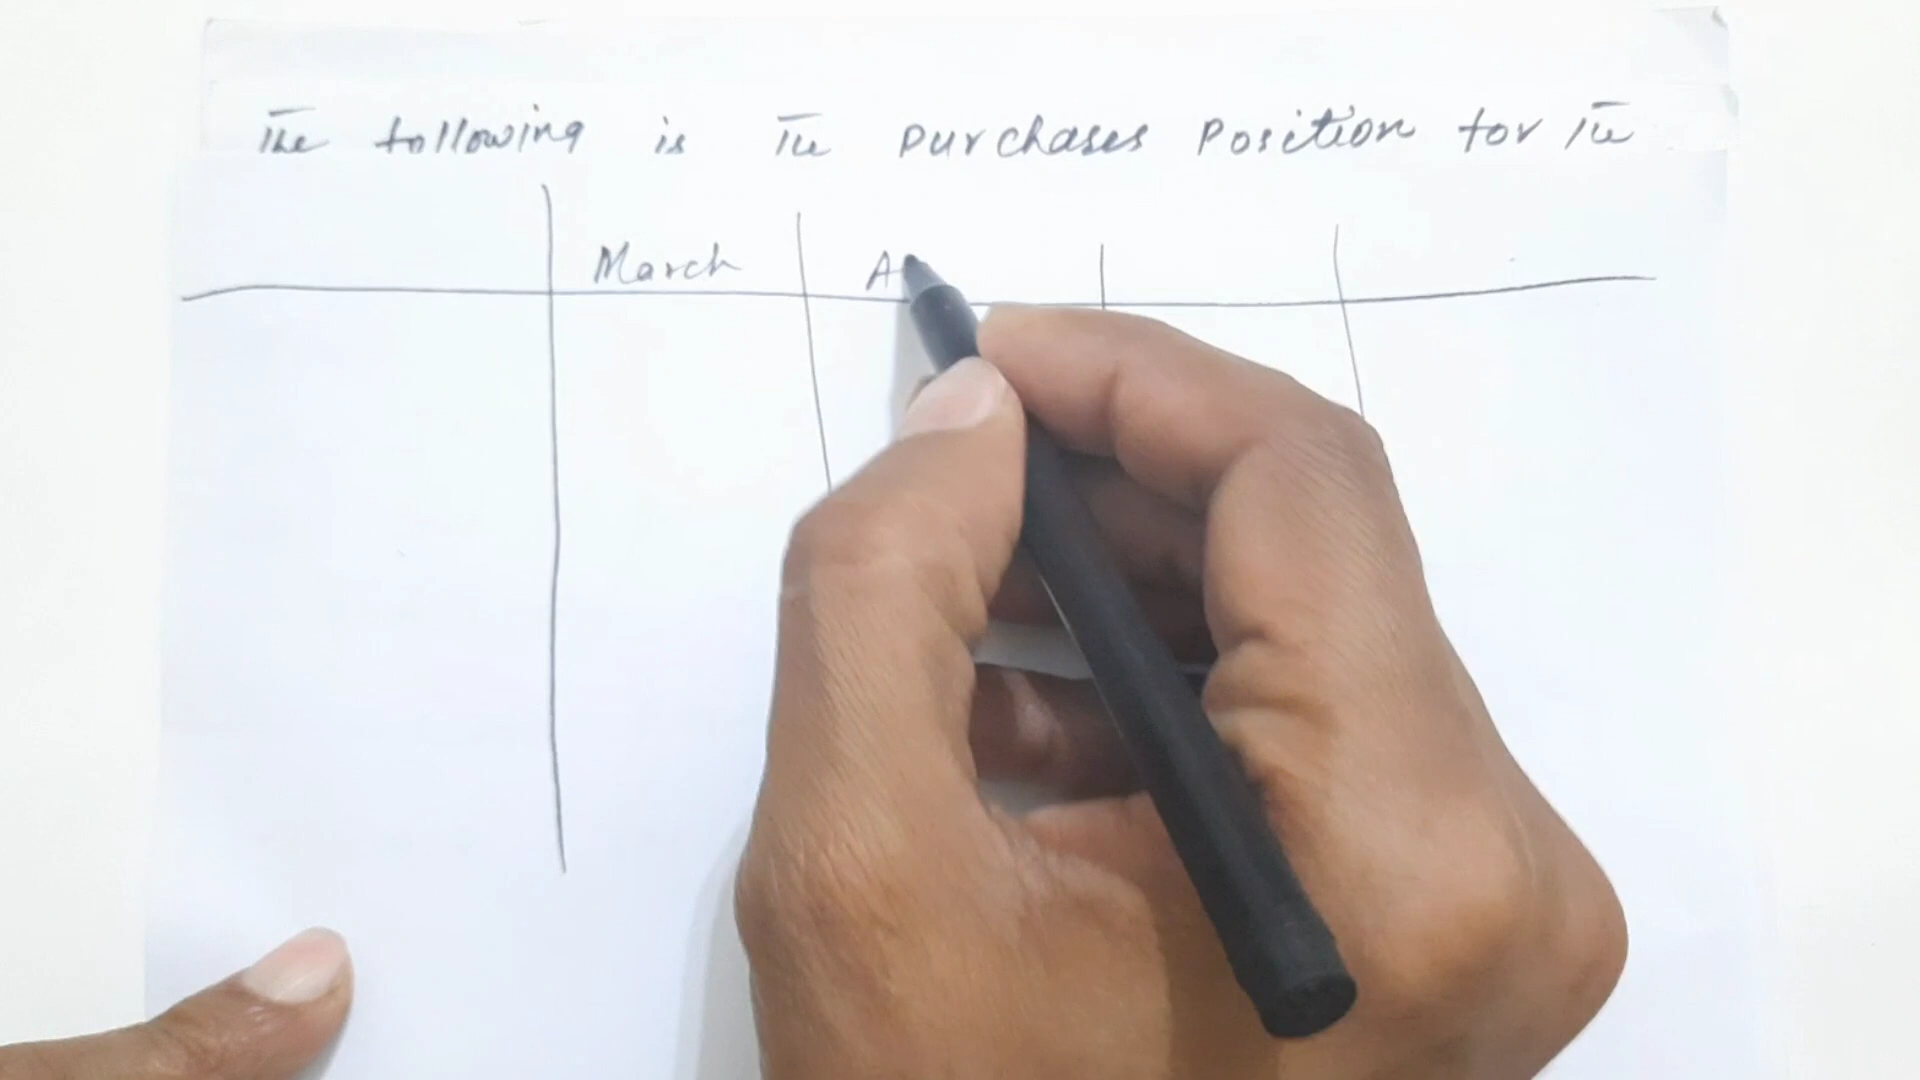 The following is The purchases Position for The
March A